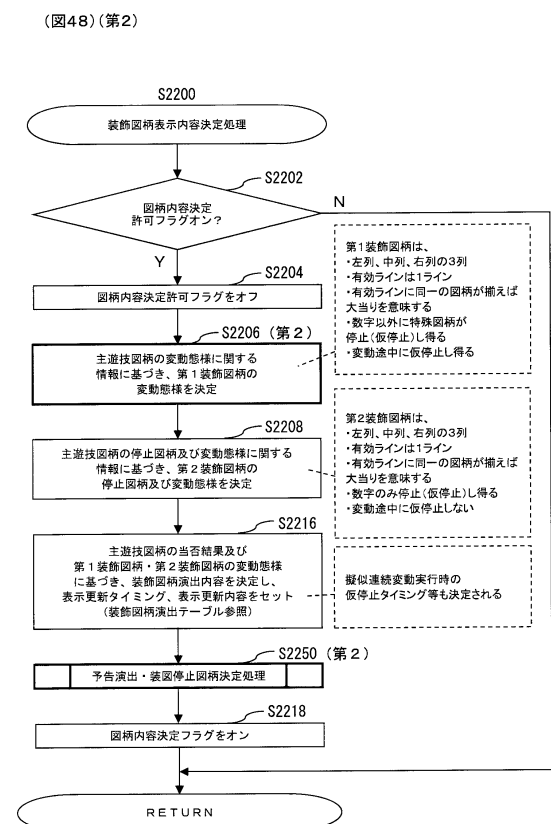 (図48)(第2)
S2200
装飾図柄表示内容決定処理
S2202
図柄内容決定
許可フラグオン?
N
Y
S2204
図柄内容決定許可フラグをオフ
第1装飾図柄は、
・左列、中列、右列の3列
・有効ラインは1ライン
・有効ラインに同一の図柄が揃えば
大当りを意味する
・数字以外に特殊図柄が
停止(仮停止)し得る
・変動途中に仮停止し得る
S2206 (第2)
主遊技図柄の変動態様に関する
情報に基づき、第1装飾図柄の
変動態様を決定
S2208
主遊技図柄の停止図柄及び変動態様に関する
情報に基づき、第2装飾図柄の
停止図柄及び変動態様を決定
第2装飾図柄は、
・左列、中列、右列の3列
・有効ラインは1ライン
・有効ラインに同一の図柄が揃えば
大当りを意味する
・数字のみ停止(仮停止)し得る
・変動途中に仮停止しない
S2216
主遊技図柄の当否結果及び
第1装飾図柄・第2装飾図柄の変動態様
に基づき、装飾図柄演出内容を決定し、
表示更新タイミング、表示更新内容をセット
(装飾図柄演出テーブル参照)
擬似連続変動実行時の
仮停止タイミング等も決定される
S2250 (第2)
予告演出・装図停止図柄決定処理
S2218
図柄内容決定フラグをオン
RETURN